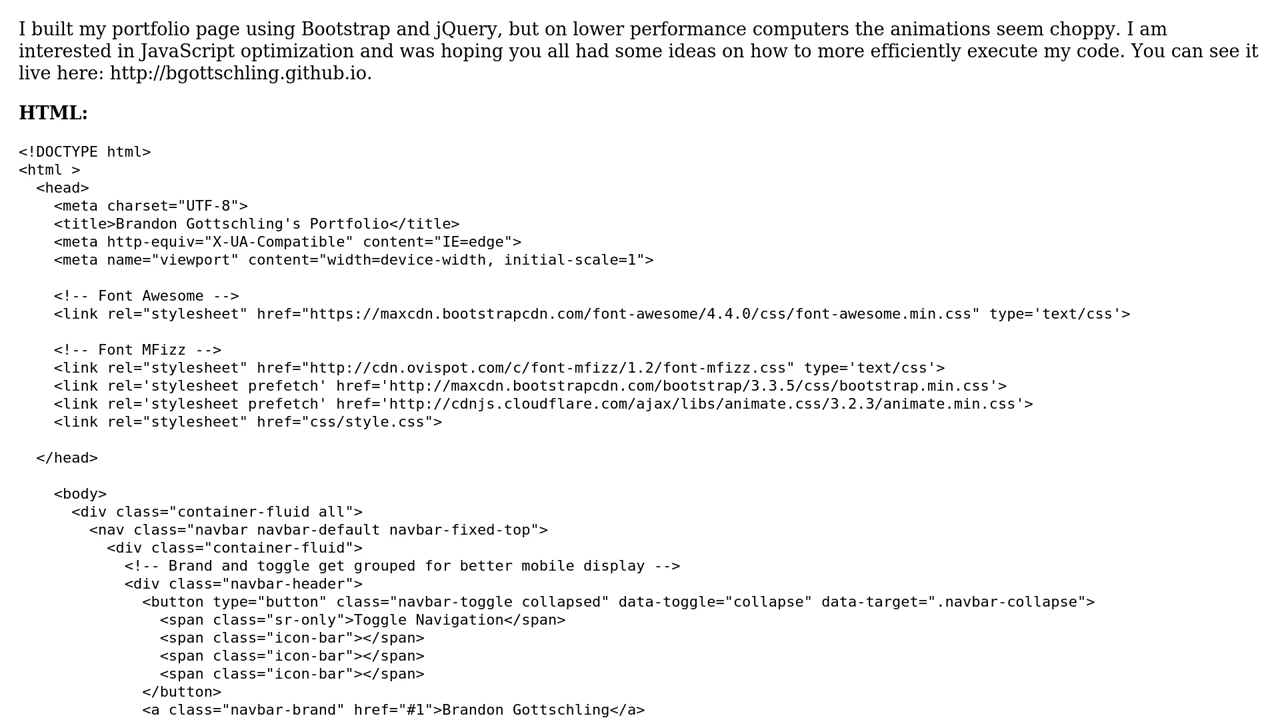 I built my portfolio page using Bootstrap and jQuery, but on lower performance computers the animations seem choppy. I am
interested in JavaScript optimization and was hoping you all had some ideas on how to more efficiently execute my code. You can see it
live here: http://bgottschling.github.io.
HTML:
<!DOCTYPE html>
<html >
  <head>
    <meta charset="UTF-8">
    <title>Brandon Gottschling's Portfolio</title>
    <meta http-equiv="X-UA-Compatible" content="IE=edge">
    <meta name="viewport" content="width=device-width, initial-scale=1">

    <!-- Font Awesome -->
    <link rel="stylesheet" href="https://maxcdn.bootstrapcdn.com/font-awesome/4.4.0/css/font-awesome.min.css" type='text/css'>

    <!-- Font MFizz -->
    <link rel="stylesheet" href="http://cdn.ovispot.com/c/font-mfizz/1.2/font-mfizz.css" type='text/css'>
    <link rel='stylesheet prefetch' href='http://maxcdn.bootstrapcdn.com/bootstrap/3.3.5/css/bootstrap.min.css'>
    <link rel='stylesheet prefetch' href='http://cdnjs.cloudflare.com/ajax/libs/animate.css/3.2.3/animate.min.css'>
    <link rel="stylesheet" href="css/style.css">

  </head>

    <body>
      <div class="container-fluid all">
        <nav class="navbar navbar-default navbar-fixed-top">
          <div class="container-fluid">
            <!-- Brand and toggle get grouped for better mobile display -->
            <div class="navbar-header">
              <button type="button" class="navbar-toggle collapsed" data-toggle="collapse" data-target=".navbar-collapse">
                <span class="sr-only">Toggle Navigation</span>
                <span class="icon-bar"></span>
                <span class="icon-bar"></span>
                <span class="icon-bar"></span>
              </button>
              <a class="navbar-brand" href="#1">Brandon Gottschling</a>